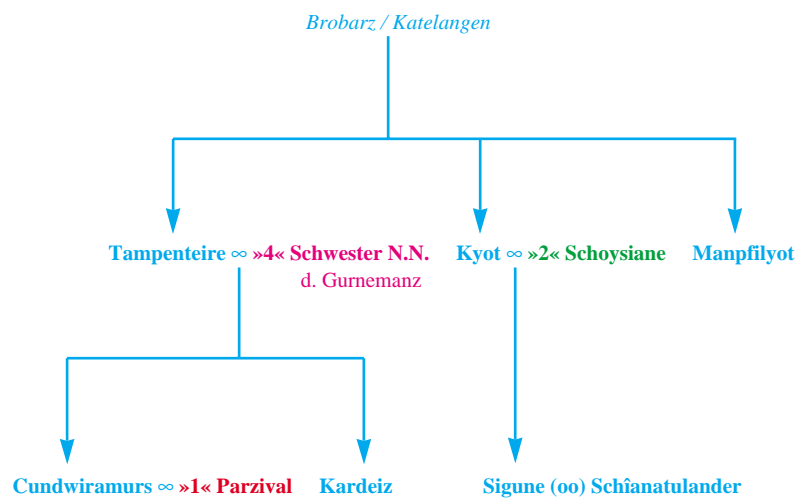 Brobarz / Katelangen
Tampenteire ∞ »4« Schwester N.N. Kyot ∞ »2« Schoysiane Manpfilyot
d. Gurnemanz
Cundwiramurs ∞ »1« Parzival Kardeiz Sigune (oo) Schîanatulander